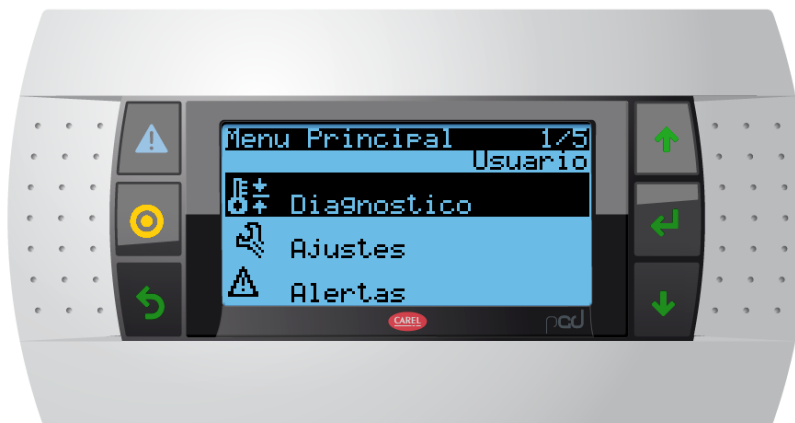 Menu Principal 1/5
Usuario
Diagnostico
Ajustes
Alertas
CAREL
pGD